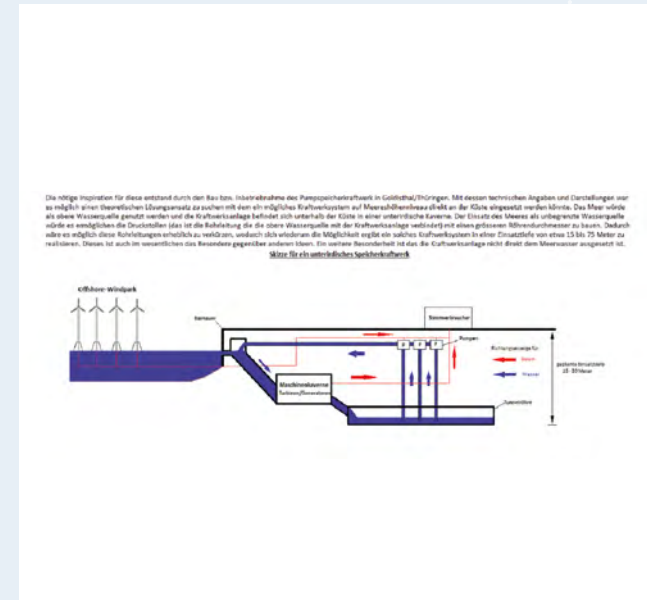 Die nötige Inspiration für diese entstand durch den Bau bzw. Inbetriebnahme des Pumpspeicherkraftwerk in Goldisthal/Thüringen. Mit dessen technischen Angaben und Darstellungen war
es möglich einen theoretischen Lösungsansatz zu suchen mit dem ein mögliches Kraftwerksystem auf Meereshöhenniveau direkt an der Küste eingesetzt werden könnte. Das Meer würde
als obere Wasserquelle genutzt werden und die Kraftwerksanlage befindet sich unterhalb der Küste in einer unterirdische Kaverne. Der Einsatz des Meeres als unbegrenzte Wasserquelle
würde es ermöglichen die Druckstollen (das ist die Rohrleitung die die obere Wasserquelle mit der Kraftwerksanlage verbindet) mit einen grösseren Röhrendurchmesser zu bauen. Dadurch
wäre es möglich diese Rohrleitungen erheblich zu verkürzen, wodurch sich wiederum die Möglichkeit ergibt ein solches Kraftwerksystem in einer Einsatztiefe von etwa 15 bis 75 Meter zu
realisieren. Dieses ist auch im wesentlichen das Besondere gegenüber anderen Ideen. Ein weitere Besonderheit ist das die Kraftwerksanlage nicht direkt dem Meerwasser ausgesetzt ist.
Skizze für ein unterirdisches Speicherkraftwerk
Offshore-Windpark
Stromverbraucher
Pumpen
P P P
Strom
Wasser
Maschinenkaverne
Turbinen/Generatoren